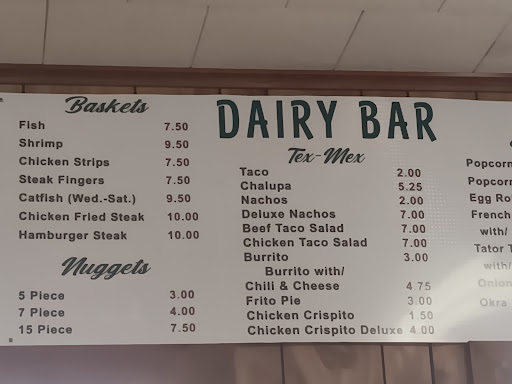 DAIRY BAR
Baskets
Fish 7.50
Shrimp 9.50
Chicken Strips 7.50
Steak Fingers 7.50
Catfish (Wed.-Sat.) 9.50
Chicken Fried Steak 10.00
Hamburger Steak 10.00
Nuggets
5 Piece 3.00
7 Piece 4.00
15 Piece 7.50
Tex-Mex
Taco 2.00
Chalupa 5.25
Nachos 2.00
Deluxe Nachos 7.00
Beef Taco Salad 7.00
Chicken Taco Salad 7.00
Burrito 3.00
Burrito with/
Chili & Cheese 4.75
Frito Pie 3.00
Chicken Crispito 1.50
Chicken Crispito Deluxe 4.00
Popcorn
Popcorn
Egg Ro
French
with/
Tator T
with/
Onion
Okra